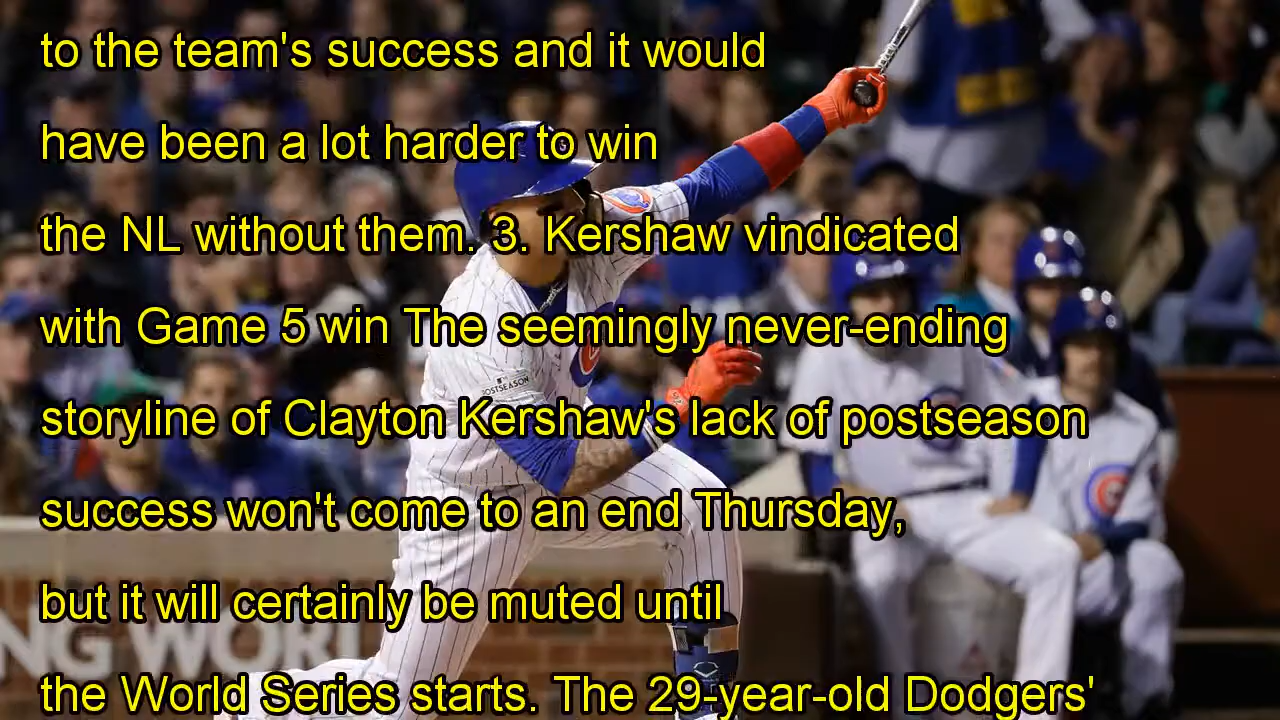 to the team's success and it would
have been a lot harder to win
the NL without them. 3. Kershaw vindicated
with Game 5 win The seemingly never-ending
storyline of Clayton Kershaw's lack of postseason
success won't come to an end Thursday,
but it will certainly be muted until
the World Series starts. The 29-year-old Dodgers'
POSTSEASON
NG WORL